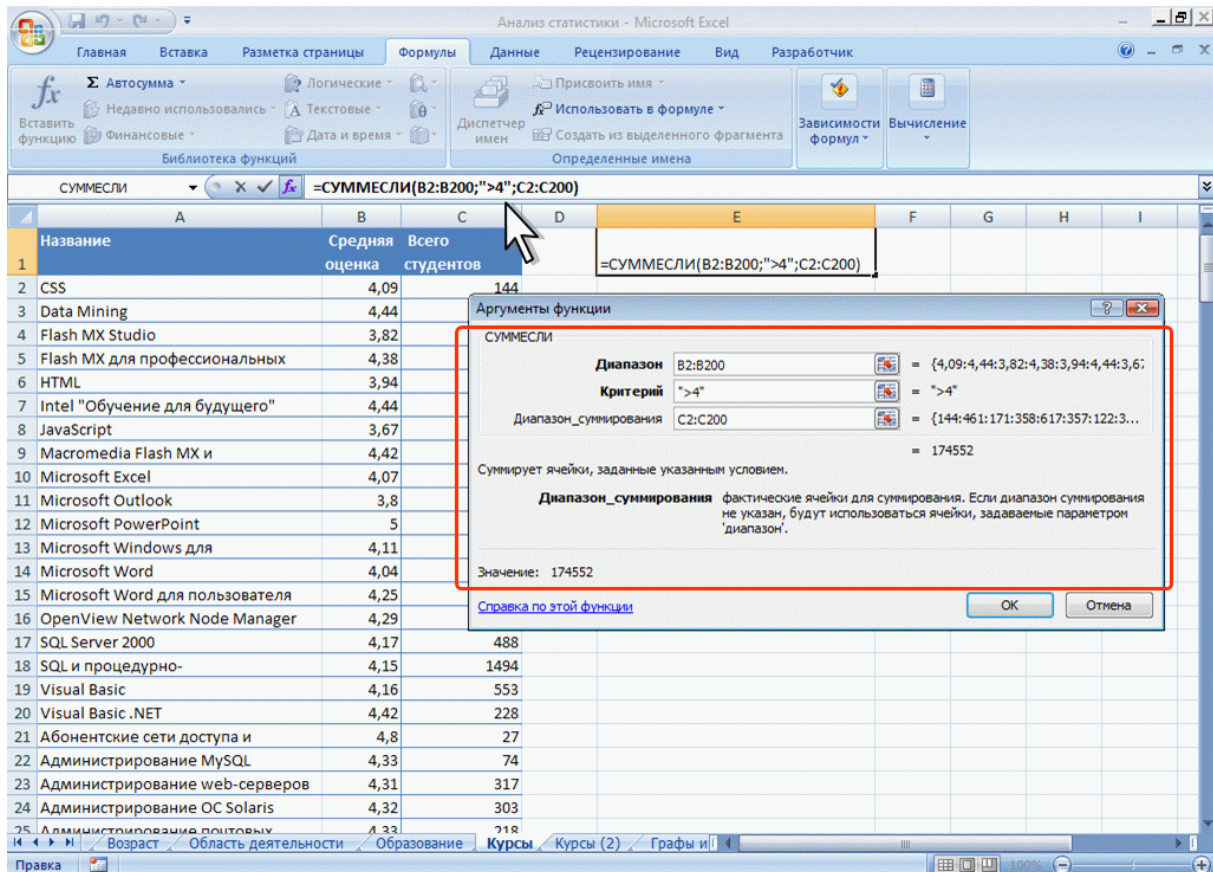 Анализ статистики - Microsoft Excel
Главная Вставка Разметка страницы Формулы Данные Рецензирование Вид Разработчик
fx Вставить функцию
Σ Автосумма
Недавно использовались
Финансовые
Логические
Текстовые
Дата и время
Библиотека функций
Диспетчер имен
Присвоить имя
Использовать в формуле
Создать из выделенного фрагмента
Определенные имена
Зависимости формул
Вычисление
СУММЕСЛИ fx =СУММЕСЛИ(B2:B200;">4";C2:C200)
A B C D E F G H I
Название Средняя Всего
1 оценка студентов =СУММЕСЛИ(B2:B200;">4";C2:C200)
2 CSS 4,09 144
3 Data Mining 4,44
4 Flash MX Studio 3,82
5 Flash MX для профессиональных 4,38
6 HTML 3,94
7 Intel "Обучение для будущего" 4,44
8 JavaScript 3,67
9 Macromedia Flash MX и 4,42
10 Microsoft Excel 4,07
11 Microsoft Outlook 3,8
12 Microsoft PowerPoint 5
13 Microsoft Windows для 4,11
14 Microsoft Word 4,04
15 Microsoft Word для пользователя 4,25
16 OpenView Network Node Manager 4,29
17 SQL Server 2000 4,17 488
18 SQL и процедурно- 4,15 1494
19 Visual Basic 4,16 553
20 Visual Basic .NET 4,42 228
21 Абонентские сети доступа и 4,8 27
22 Администрирование MySQL 4,33 74
23 Администрирование web-серверов 4,31 317
24 Администрирование ОС Solaris 4,32 303
25 Администрирование почтовых 4,33 218
Аргументы функции
СУММЕСЛИ
Диапазон B2:B200 = {4,09:4,44:3,82:4,38:3,94:4,44:3,67
Критерий ">4" = ">4"
Диапазон_суммирования C2:C200 = {144:461:171:358:617:357:122:3...
= 174552
Суммирует ячейки, заданные указанным условием.
Диапазон_суммирования фактические ячейки для суммирования. Если диапазон суммирования
не указан, будут использоваться ячейки, задаваемые параметром
'диапазон'.
Значение: 174552
Справка по этой функции OK Отмена
Возраст Область деятельности Образование Курсы Курсы (2) Графы и
Правка 100%